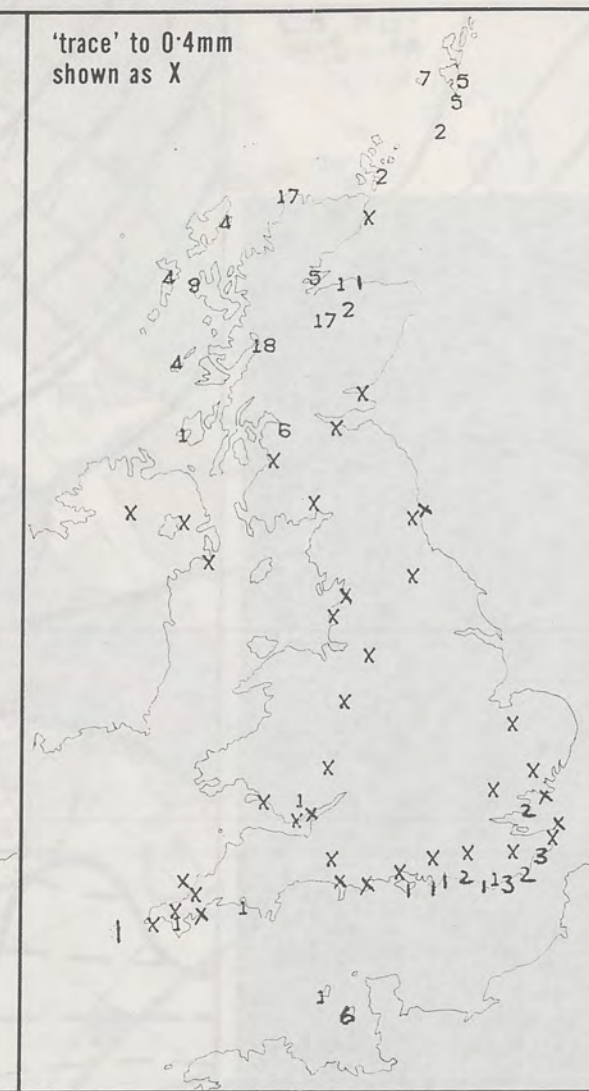 'trace' to 0·4mm
shown as X
7 5
5
2
2
17
X
4
4 9 5 1 1
17 2
18
4
X
1 6 X
X
X
X X
X X
X
X
X
X
X
X
X
X
X X
X 1 X
X X 2
X
X X
X X X X X 3
X X X 1 1 1 2 1 1 3 2
X
X X 1
1 X 1
1
6